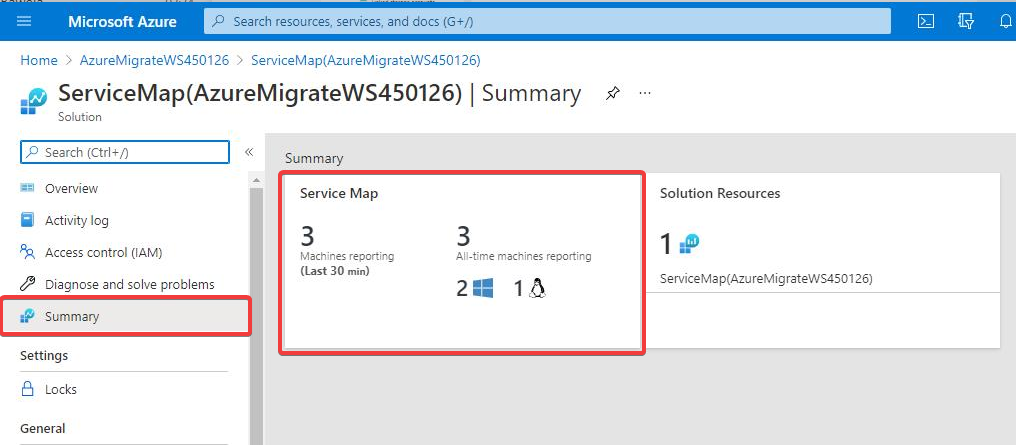 Microsoft Azure
Search resources, services, and docs (G+/)
Home > AzureMigrateWS450126 > ServiceMap(AzureMigrateWS450126)
ServiceMap(AzureMigrateWS450126) | Summary
...
Solution
Search (Ctrl+/)
«
Overview
Activity log
Access control (IAM)
Diagnose and solve problems
Summary
Settings
Locks
General
Summary
Service Map
3
Machines reporting
(Last 30 min)
3
All-time machines reporting
2 1
Solution Resources
1
ServiceMap(AzureMigrateWS450126)